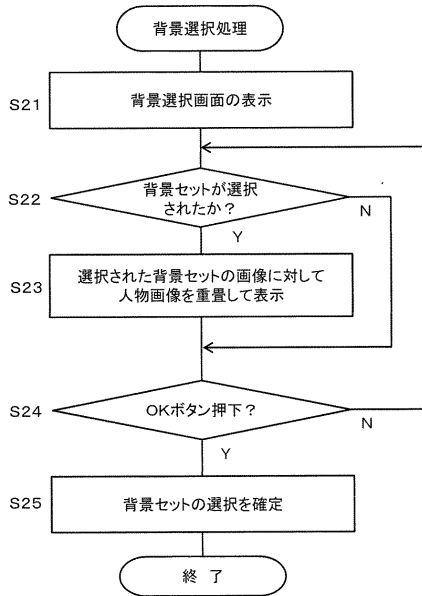 背景選択処理
S21
背景選択画面の表示
S22
背景セットが選択
されたか？
N
Y
S23
選択された背景セットの画像に対して
人物画像を重畳して表示
S24
OKボタン押下？
N
Y
S25
背景セットの選択を確定
終 了